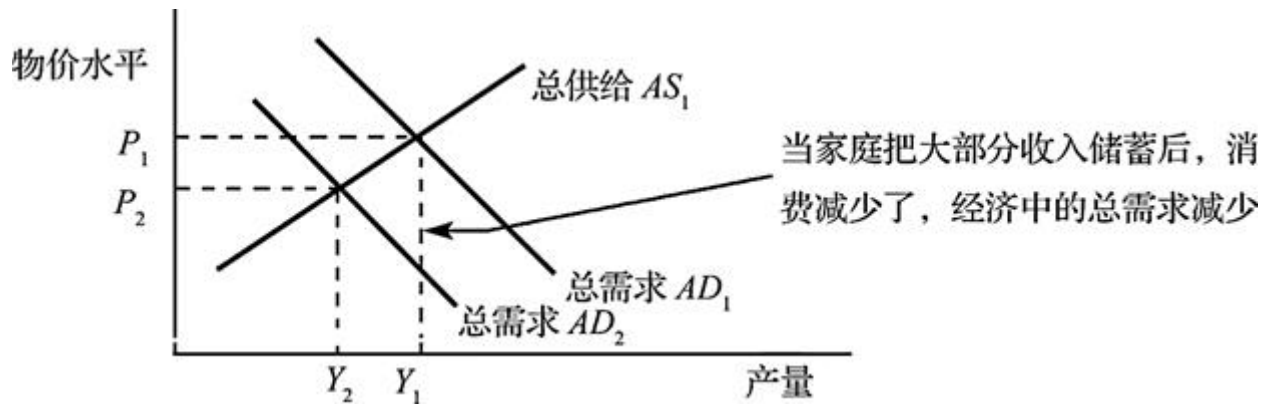 物价水平
总供给 AS₁
P₁
当家庭把大部分收入储蓄后，消
费减少了，经济中的总需求减少
P₂
总需求 AD₁
总需求 AD₂
Y₂
Y₁
产量